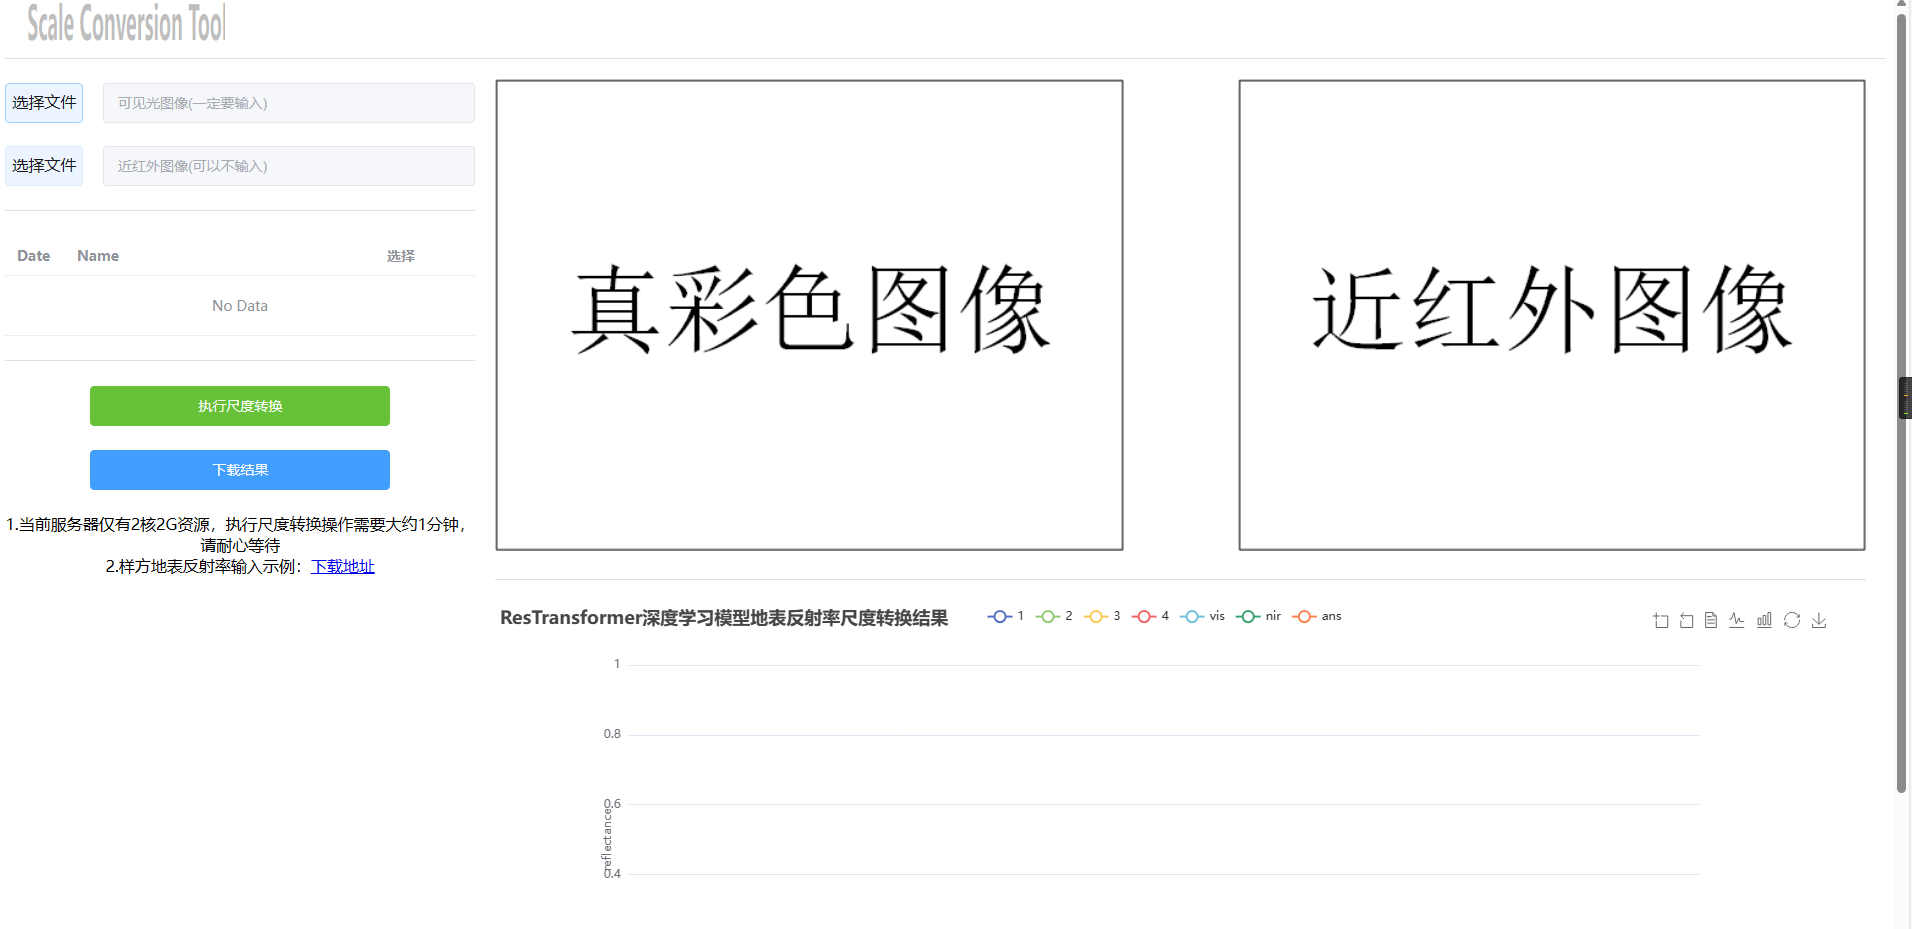 Scale Conversion Tool
选择文件 可见光图像(一定要输入)
选择文件 近红外图像(可以不输入)
Date Name 选择
No Data
执行尺度转换
下载结果
1.当前服务器仅有2核2G资源，执行尺度转换操作需要大约1分钟，
请耐心等待
2.样方地表反射率输入示例：下载地址
真彩色图像
近红外图像
ResTransformer深度学习模型地表反射率尺度转换结果
1 2 3 4 vis nir ans
1
0.8
0.6
0.4
reflectance